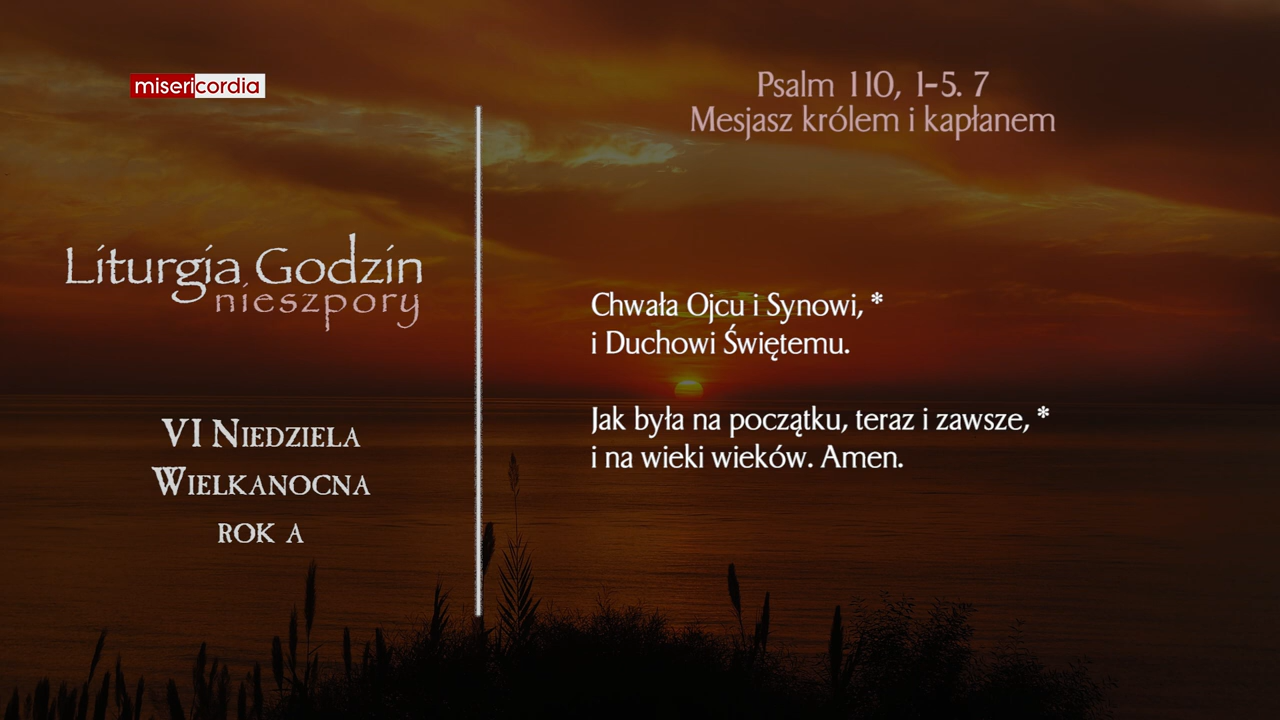 misericordia
Liturgia Godzin
nieszpory
VI Niedziela
Wielkanocna
rok A
Psalm 110, 1-5. 7
Mesjasz królem i kapłanem
Chwała Ojcu i Synowi, *
i Duchowi Świętemu.
Jak była na początku, teraz i zawsze, *
i na wieki wieków. Amen.